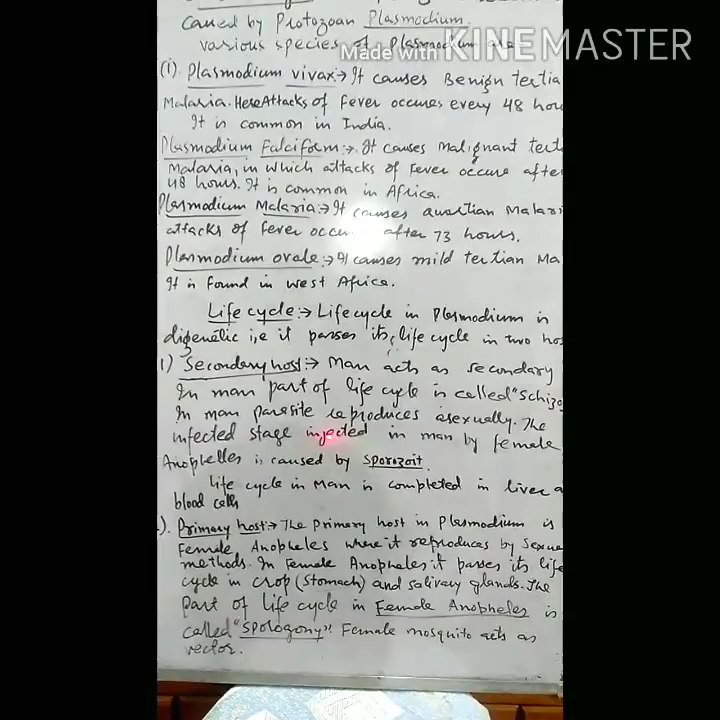 caused by Protozoan Plasmodium.
various species of Plasmodium are
Made with KINEMASTER
(i). Plasmodium vivax:→ It causes Benign tertia
Malaria. Here Attacks of fever occures every 48 hou
It is common in India.
Plasmodium Falciform:→. It causes Malignant tert
Malaria, in which attacks of fever occure after
48 hours. It is common in Africa.
Plasmodium Malaria:→ It causes quartian Malari
attacks of fever occur after 73 hours.
Plasmodium ovale:→ It causes mild tertian Ma
It is found in west Africa.
Life cycle:→ Life cycle in Plasmodium is
digenetic i,e it passes its life cycle in two hos
1) Secondary host:→ Man acts as secondary
In man part of life cycle is called "Schizo
In man parasite reproduces asexually. The
infected stage injected in man by female
Anophelles is caused by Sporozoit.
Life cycle in Man is completed in liver a
blood cells
). Primary host:→ The Primary host in Plasmodium is
Female Anopheles where it reproduces by Sexua
methods. In Female Anopheles it passes its life
cycle in crop (Stomach) and salivery glands. The
part of life cycle in Female Anopheles is
called "Spologony". Female mosquito acts as
vector.